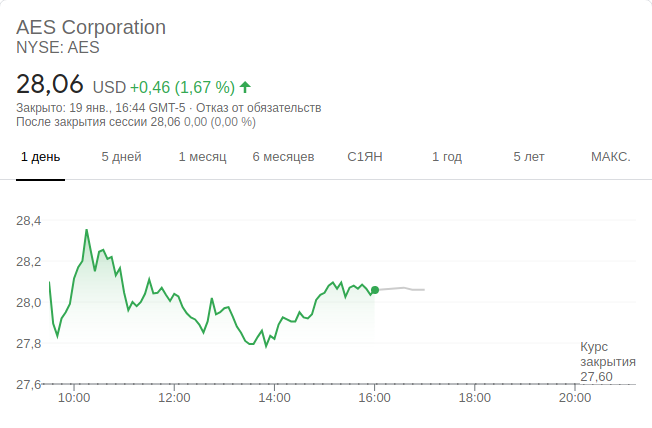 AES Corporation
NYSE: AES
28,06 USD +0,46 (1,67 %)
Закрыто: 19 янв., 16:44 GMT-5 · Отказ от обязательств
После закрытия сессии 28,06 0,00 (0,00 %)
1 день 5 дней 1 месяц 6 месяцев С1ЯН 1 год 5 лет МАКС.
28,4
28,2
28,0
27,8
Курс
закрытия
27,60
27,6
10:00 12:00 14:00 16:00 18:00 20:00